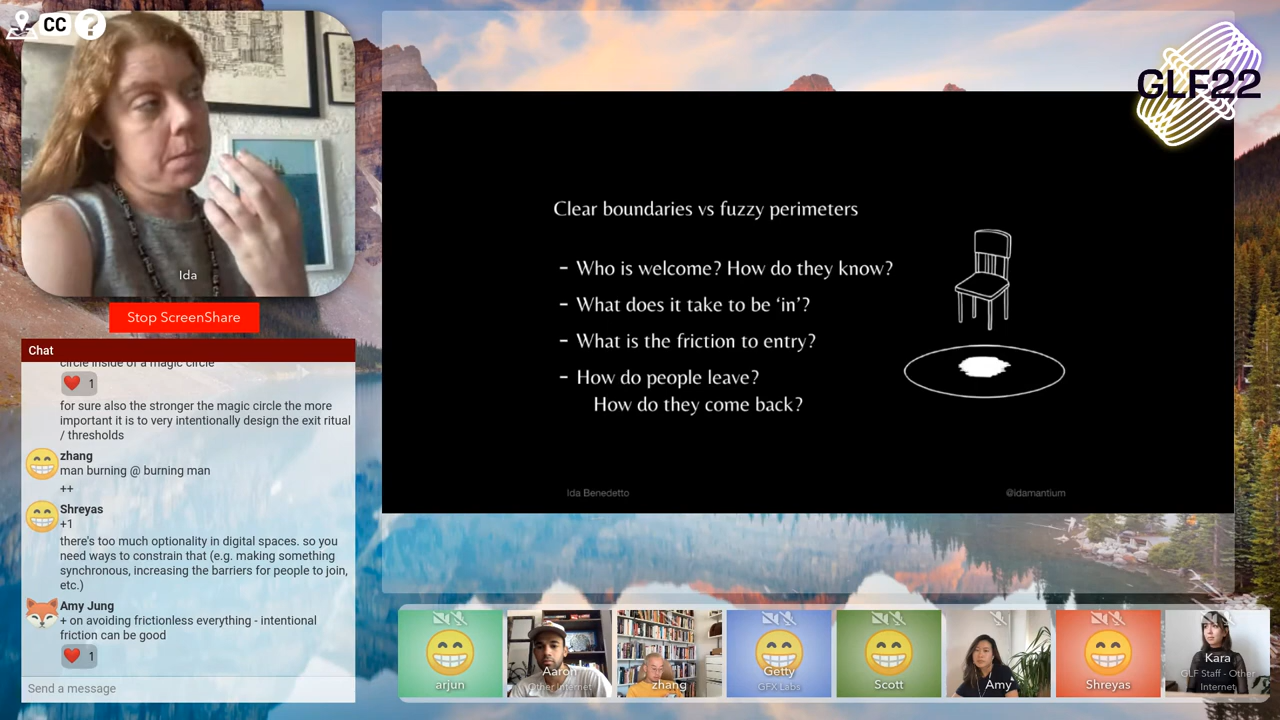 CC
?
Ida
Stop ScreenShare
Chat
circle inside of a magic circle
1
for sure also the stronger the magic circle the more
important it is to very intentionally design the exit ritual
/ thresholds
zhang
man burning @ burning man
++
Shreyas
+1
there's too much optionality in digital spaces. so you
need ways to constrain that (e.g. making something
synchronous, increasing the barriers for people to join,
etc.)
Amy Jung
+ on avoiding frictionless everything - intentional
friction can be good
1
Send a message
GLF22
Clear boundaries vs fuzzy perimeters
- Who is welcome? How do they know?
- What does it take to be ‘in’?
- What is the friction to entry?
- How do people leave?
How do they come back?
Ida Benedetto
@idamantium
arjun
Aaron
Other Internet
zhang
Getty
GFX Labs
Scott
Amy
Shreyas
Kara
GLF Staff - Other
Internet